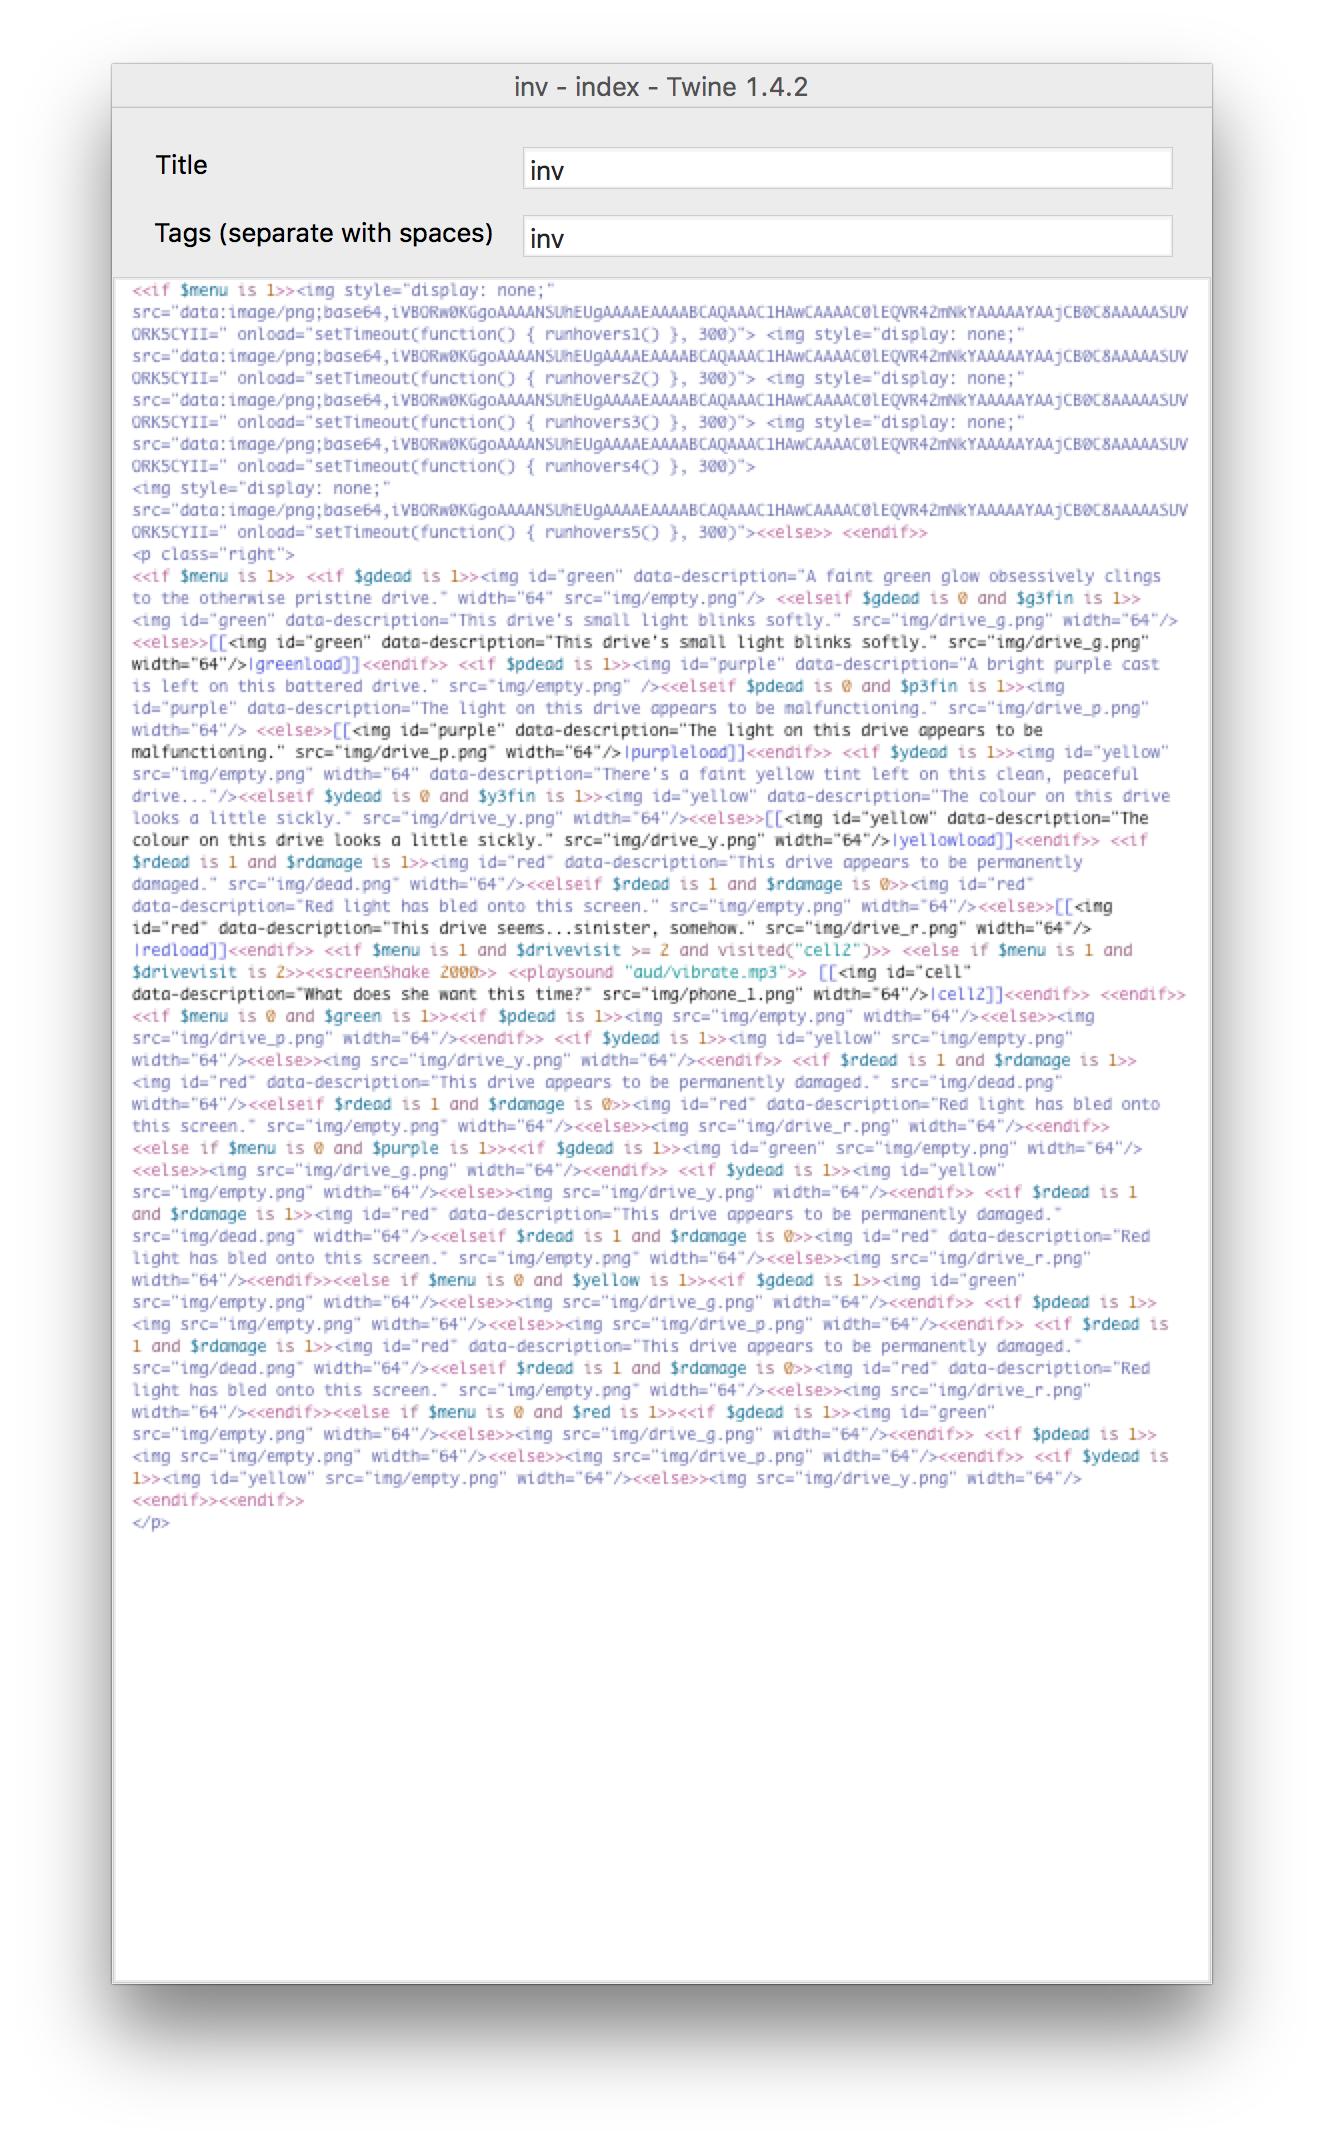 inv - index - Twine 1.4.2
Title
inv
Tags (separate with spaces)
inv
<<if $menu is 1>><img style="display: none;"
src="data:image/png;base64,iVBORw0KGgoAAAANSUhEUgAAAAEAAAABCAQAAAC1HAwCAAAAC0lEQVR42mNkYAAAAAYAAjCB0C8AAAAASUV
ORK5CYII=" onload="setTimeout(function() { runhovers1() }, 300)"> <img style="display: none;"
src="data:image/png;base64,iVBORw0KGgoAAAANSUhEUgAAAAEAAAABCAQAAAC1HAwCAAAAC0lEQVR42mNkYAAAAAYAAjCB0C8AAAAASUV
ORK5CYII=" onload="setTimeout(function() { runhovers2() }, 300)"> <img style="display: none;"
src="data:image/png;base64,iVBORw0KGgoAAAANSUhEUgAAAAEAAAABCAQAAAC1HAwCAAAAC0lEQVR42mNkYAAAAAYAAjCB0C8AAAAASUV
ORK5CYII=" onload="setTimeout(function() { runhovers3() }, 300)"> <img style="display: none;"
src="data:image/png;base64,iVBORw0KGgoAAAANSUhEUgAAAAEAAAABCAQAAAC1HAwCAAAAC0lEQVR42mNkYAAAAAYAAjCB0C8AAAAASUV
ORK5CYII=" onload="setTimeout(function() { runhovers4() }, 300)">
<img style="display: none;"
src="data:image/png;base64,iVBORw0KGgoAAAANSUhEUgAAAAEAAAABCAQAAAC1HAwCAAAAC0lEQVR42mNkYAAAAAYAAjCB0C8AAAAASUV
ORK5CYII=" onload="setTimeout(function() { runhovers5() }, 300)"><<else>> <<endif>>
<p class="right">
<<if $menu is 1>> <<if $gdead is 1>><img id="green" data-description="A faint green glow obsessively clings
to the otherwise pristine drive." width="64" src="img/empty.png"/> <<elseif $gdead is 0 and $g3fin is 1>>
<img id="green" data-description="This drive's small light blinks softly." src="img/drive_g.png" width="64"/>
<<else>>[[<img id="green" data-description="This drive's small light blinks softly." src="img/drive_g.png"
width="64"/>|greenload]]<<endif>> <<if $pdead is 1>><img id="purple" data-description="A bright purple cast
is left on this battered drive." src="img/empty.png" /><<elseif $pdead is 0 and $p3fin is 1>><img
id="purple" data-description="The light on this drive appears to be malfunctioning." src="img/drive_p.png"
width="64"/> <<else>>[[<img id="purple" data-description="The light on this drive appears to be
malfunctioning." src="img/drive_p.png" width="64"/>|purpleload]]<<endif>> <<if $ydead is 1>><img id="yellow"
src="img/empty.png" width="64" data-description="There's a faint yellow tint left on this clean, peaceful
drive..."/><<elseif $ydead is 0 and $y3fin is 1>><img id="yellow" data-description="The colour on this drive
looks a little sickly." src="img/drive_y.png" width="64"/><<else>>[[<img id="yellow" data-description="The
colour on this drive looks a little sickly." src="img/drive_y.png" width="64"/>|yellowload]]<<endif>> <<if
$rdead is 1 and $rdamage is 1>><img id="red" data-description="This drive appears to be permanently
damaged." src="img/dead.png" width="64"/><<elseif $rdead is 1 and $rdamage is 0>><img id="red"
data-description="Red light has bled onto this screen." src="img/empty.png" width="64"/><<else>>[[<img
id="red" data-description="This drive seems...sinister, somehow." src="img/drive_r.png" width="64"/>
|redload]]<<endif>> <<if $menu is 1 and $drivevisit >= 2 and visited("cell2")>> <<else if $menu is 1 and
$drivevisit is 2>><<screenShake 2000>> <<playsound "aud/vibrate.mp3">> [[<img id="cell"
data-description="What does she want this time?" src="img/phone_1.png" width="64"/>|cell2]]<<endif>> <<endif>>
<<if $menu is 0 and $green is 1>><<if $pdead is 1>><img src="img/empty.png" width="64"/><<else>><img
src="img/drive_p.png" width="64"/><<endif>> <<if $ydead is 1>><img id="yellow" src="img/empty.png"
width="64"/><<else>><img src="img/drive_y.png" width="64"/><<endif>> <<if $rdead is 1 and $rdamage is 1>>
<img id="red" data-description="This drive appears to be permanently damaged." src="img/dead.png"
width="64"/><<elseif $rdead is 1 and $rdamage is 0>><img id="red" data-description="Red light has bled onto
this screen." src="img/empty.png" width="64"/><<else>><img src="img/drive_r.png" width="64"/><<endif>>
<<else if $menu is 0 and $purple is 1>><<if $gdead is 1>><img id="green" src="img/empty.png" width="64"/>
<<else>><img src="img/drive_g.png" width="64"/><<endif>> <<if $ydead is 1>><img id="yellow"
src="img/empty.png" width="64"/><<else>><img src="img/drive_y.png" width="64"/><<endif>> <<if $rdead is 1
and $rdamage is 1>><img id="red" data-description="This drive appears to be permanently damaged."
src="img/dead.png" width="64"/><<elseif $rdead is 1 and $rdamage is 0>><img id="red" data-description="Red
light has bled onto this screen." src="img/empty.png" width="64"/><<else>><img src="img/drive_r.png"
width="64"/><<endif>><<else if $menu is 0 and $yellow is 1>><<if $gdead is 1>><img id="green"
src="img/empty.png" width="64"/><<else>><img src="img/drive_g.png" width="64"/><<endif>> <<if $pdead is 1>>
<img src="img/empty.png" width="64"/><<else>><img src="img/drive_p.png" width="64"/><<endif>> <<if $rdead is
1 and $rdamage is 1>><img id="red" data-description="This drive appears to be permanently damaged."
src="img/dead.png" width="64"/><<elseif $rdead is 1 and $rdamage is 0>><img id="red" data-description="Red
light has bled onto this screen." src="img/empty.png" width="64"/><<else>><img src="img/drive_r.png"
width="64"/><<endif>><<else if $menu is 0 and $red is 1>><<if $gdead is 1>><img id="green"
src="img/empty.png" width="64"/><<else>><img src="img/drive_g.png" width="64"/><<endif>> <<if $pdead is 1>>
<img src="img/empty.png" width="64"/><<else>><img src="img/drive_p.png" width="64"/><<endif>> <<if $ydead is
1>><img id="yellow" src="img/empty.png" width="64"/><<else>><img src="img/drive_y.png" width="64"/>
<<endif>><<endif>>
</p>